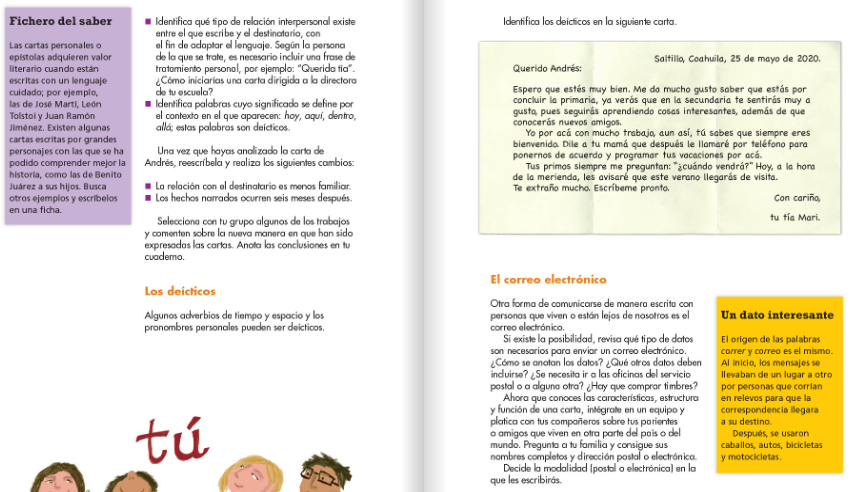 Fichero del saber
Las cartas personales o
epístolas adquieren valor
literario cuando están
escritas con un lenguaje
cuidado; por ejemplo,
las de José Martí, León
Tolstoi y Juan Ramón
Jiménez. Existen algunas
cartas escritas por grandes
personajes con las que se ha
podido comprender mejor la
historia, como las de Benito
Juárez a sus hijos. Busca
otros ejemplos y escríbelos
en una ficha.
Identifica qué tipo de relación interpersonal existe
entre el que escribe y el destinatario, con
el fin de adaptar el lenguaje. Según la persona
de la que se trate, es necesario incluir una frase de
tratamiento personal, por ejemplo: “Querida tía”.
¿Cómo iniciarías una carta dirigida a la directora
de tu escuela?
Identifica palabras cuyo significado se define por
el contexto en el que aparecen: hoy, aquí, dentro,
allá; estas palabras son deícticos.
Una vez que hayas analizado la carta de
Andrés, reescríbela y realiza los siguientes cambios:
La relación con el destinatario es menos familiar.
Los hechos narrados ocurren seis meses después.
Selecciona con tu grupo algunos de los trabajos
y comenten sobre la nueva manera en que han sido
expresadas las cartas. Anota las conclusiones en tu
cuaderno.
Los deícticos
Algunos adverbios de tiempo y espacio y los
pronombres personales pueden ser deícticos.
tú
Identifica los deícticos en la siguiente carta.
Saltillo, Coahuila, 25 de mayo de 2020.
Querido Andrés:
Espero que estés muy bien. Me da mucho gusto saber que estás por
concluir la primaria, ya verás que en la secundaria te sentirás muy a
gusto, pues seguirás aprendiendo cosas interesantes, además de que
conocerás nuevos amigos.
Yo por acá con mucho trabajo, aun así, tú sabes que siempre eres
bienvenido. Dile a tu mamá que después le llamaré por teléfono para
ponernos de acuerdo y programar tus vacaciones por acá.
Tus primos siempre me preguntan: “¿cuándo vendrá?” Hoy, a la hora
de la merienda, les avisaré que este verano llegarás de visita.
Te extraño mucho. Escríbeme pronto.
Con cariño,
tu tía Mari.
El correo electrónico
Otra forma de comunicarse de manera escrita con
personas que viven o están lejos de nosotros es el
correo electrónico.
Si existe la posibilidad, revisa qué tipo de datos
son necesarios para enviar un correo electrónico.
¿Cómo se anotan los datos? ¿Qué otros datos deben
incluirse? ¿Se necesita ir a las oficinas del servicio
postal o a alguna otra? ¿Hay que comprar timbres?
Ahora que conoces las características, estructura
y función de una carta, intégrate en un equipo y
platica con tus compañeros sobre tus parientes
o amigos que viven en otra parte del país o del
mundo. Pregunta a tu familia y consigue sus
nombres completos y dirección postal o electrónica.
Decide la modalidad (postal o electrónica) en la
que les escribirás.
Un dato interesante
El origen de las palabras
correr y correo es el mismo.
Al inicio, los mensajes se
llevaban de un lugar a otro
por personas que corrían
en relevos para que la
correspondencia llegara
a su destino.
Después, se usaron
caballos, autos, bicicletas
y motocicletas.